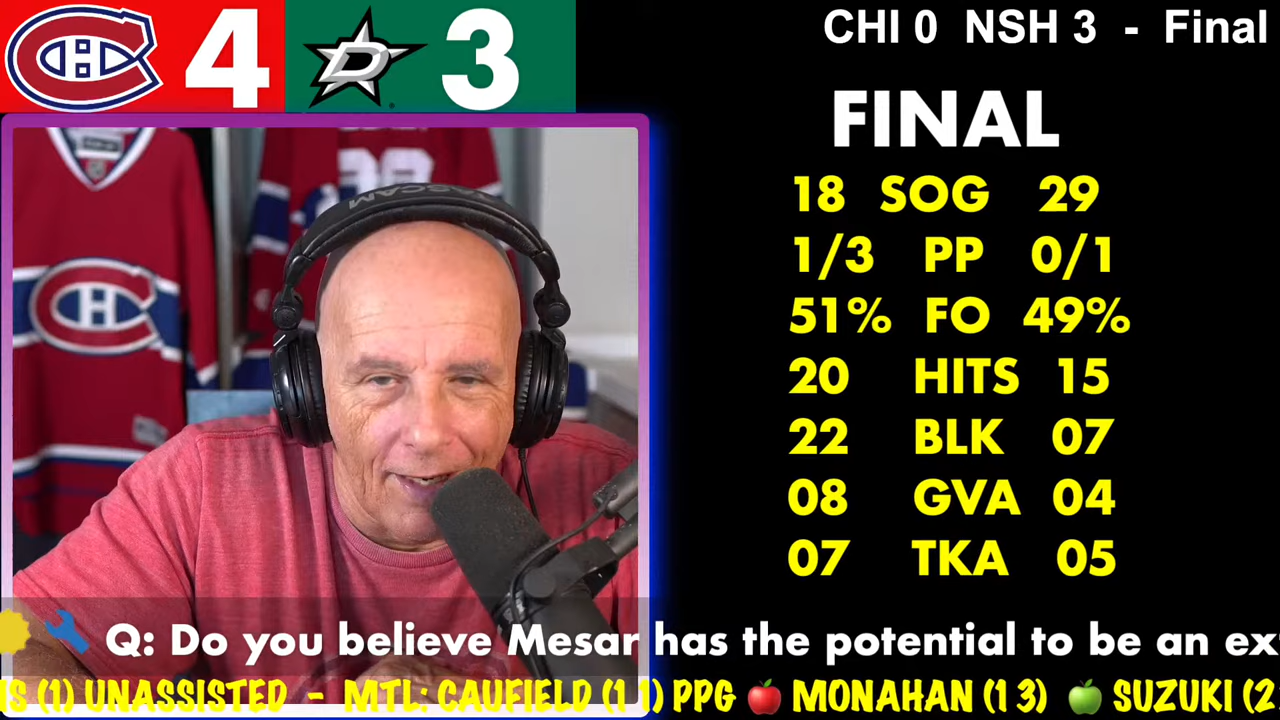 4 3
CHI 0 NSH 3 - Final
FINAL
18 SOG 29
1/3 PP 0/1
51% FO 49%
20 HITS 15
22 BLK 07
08 GVA 04
07 TKA 05
Q: Do you believe Mesar has the potential to be an ex
(1) UNASSISTED - MTL: CAUFIELD (11) PPG 🍎 MONAHAN (1 3) 🍏 SUZUKI (2